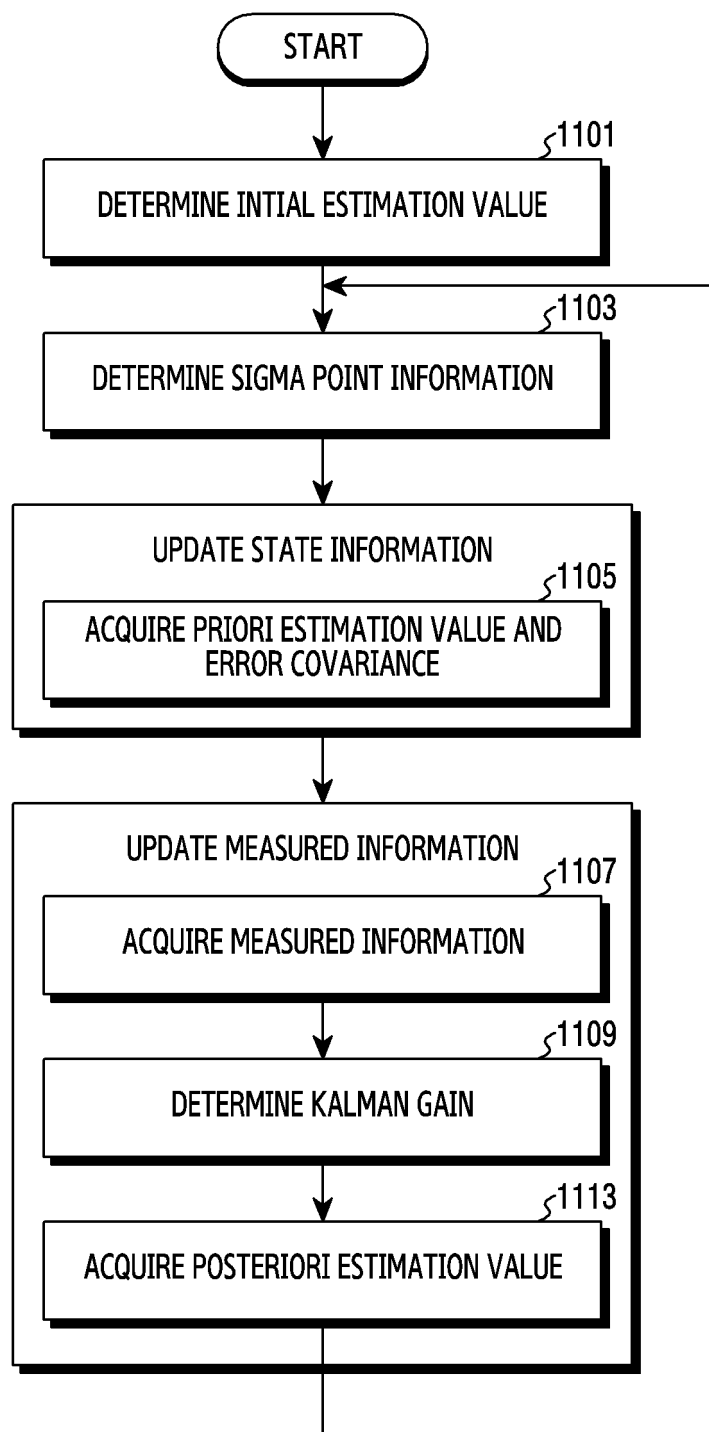 START
1101
DETERMINE INTIAL ESTIMATION VALUE
1103
DETERMINE SIGMA POINT INFORMATION
UPDATE STATE INFORMATION
1105
ACQUIRE PRIORI ESTIMATION VALUE AND
ERROR COVARIANCE
UPDATE MEASURED INFORMATION
1107
ACQUIRE MEASURED INFORMATION
1109
DETERMINE KALMAN GAIN
1113
ACQUIRE POSTERIORI ESTIMATION VALUE